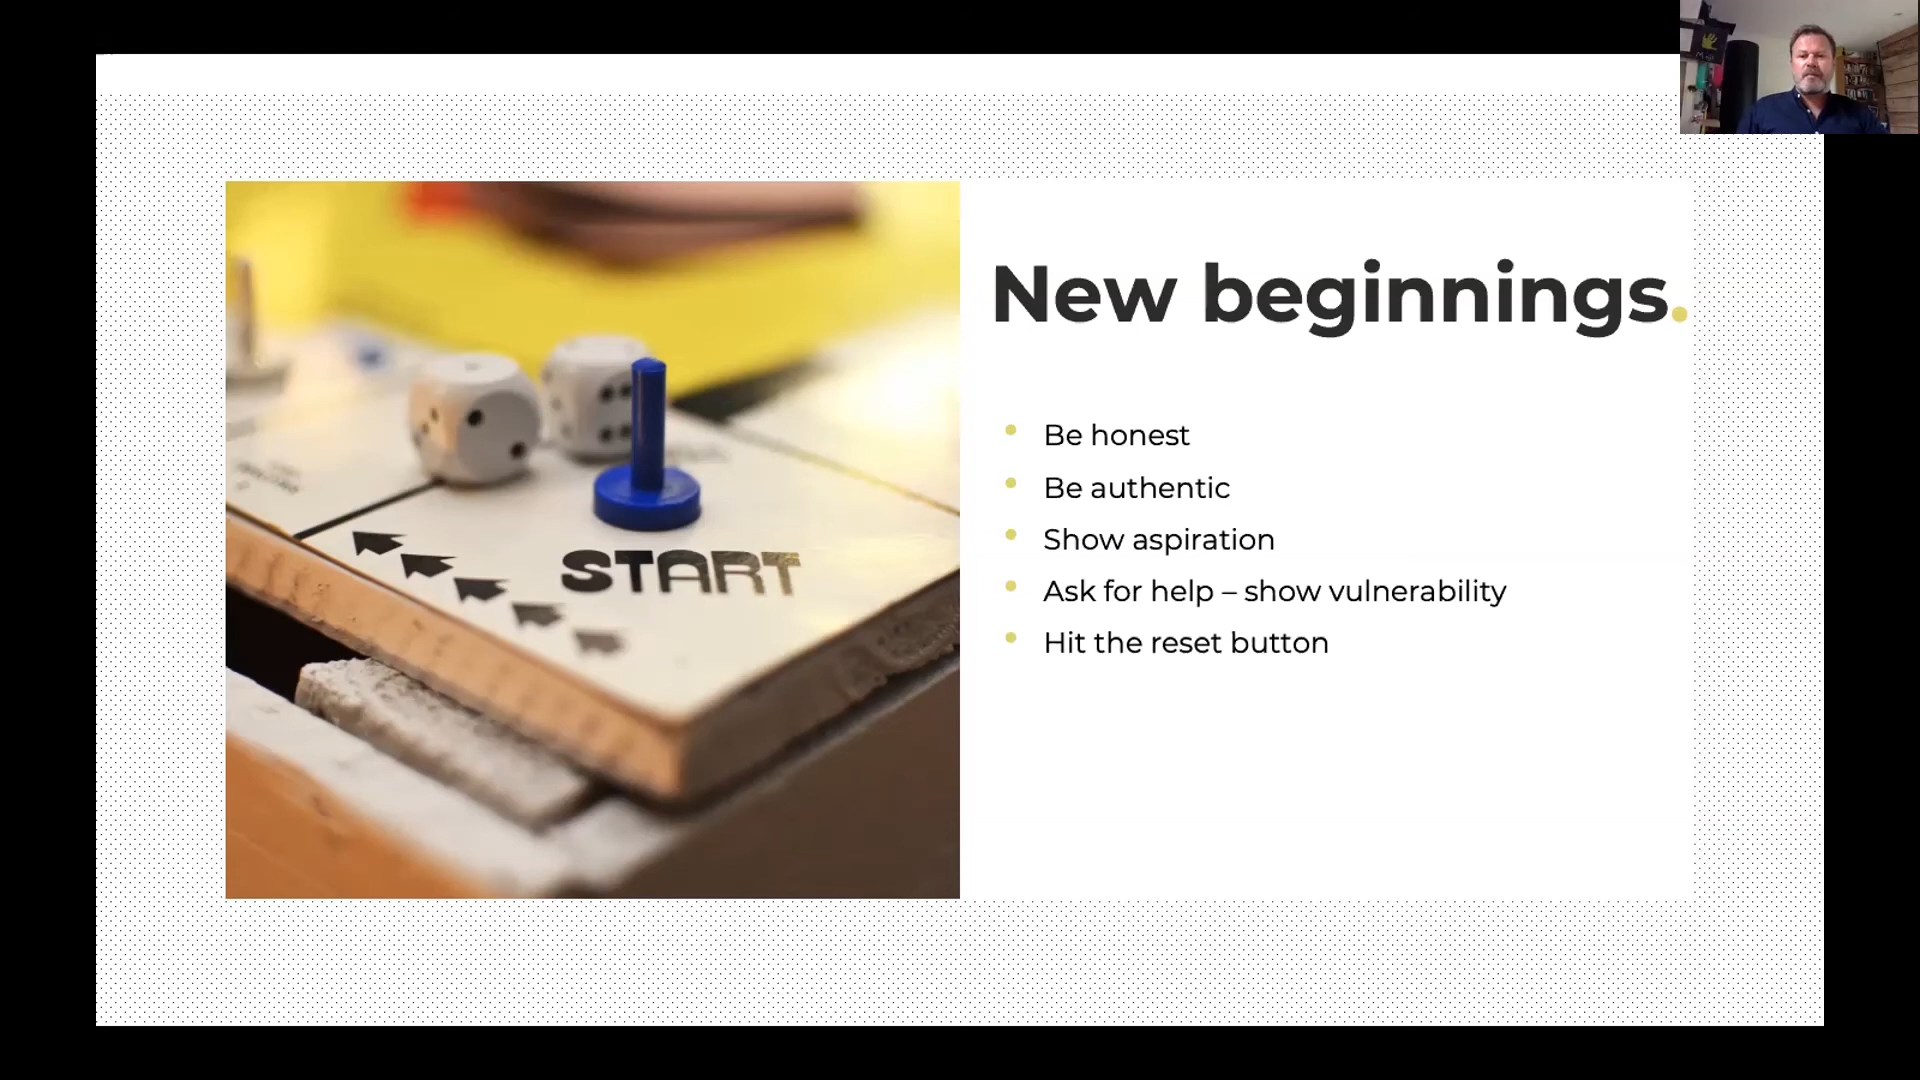 New beginnings.
Be honest
Be authentic
Show aspiration
Ask for help – show vulnerability
Hit the reset button
START